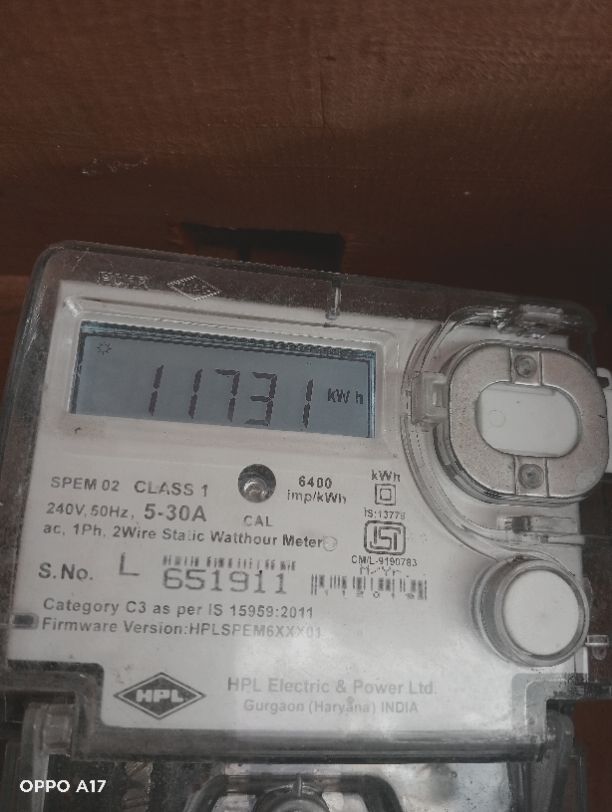 11731 kWh
SPEM 02 CLASS 1
6400
imp/kWh
kWh
240V, 50Hz, 5-30A
CAL
IS:13779
ac, 1Ph, 2Wire Static Watthour Meter
ISI
CM/L-9190783
M/Yr.
S.No. L 651911
Category C3 as per IS 15959:2011
Firmware Version:HPLSPEM6XXX01
HPL
HPL Electric & Power Ltd.
Gurgaon (Haryana) INDIA
OPPO A17